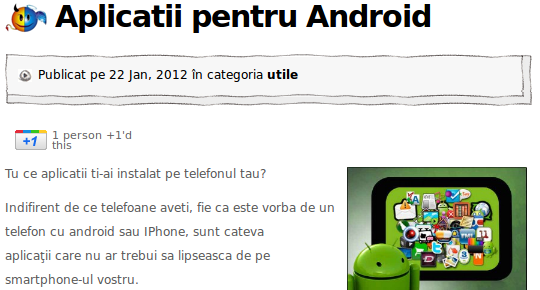 Aplicatii pentru Android
Publicat pe 22 Jan, 2012 în categoria utile
+1
1 person +1'd
this
Tu ce aplicatii ti-ai instalat pe telefonul tau?
Indifirent de ce telefoane aveti, fie ca este vorba de un
telefon cu android sau IPhone, sunt cateva
aplicaţii care nu ar trebui sa lipseasca de pe
smartphone-ul vostru.